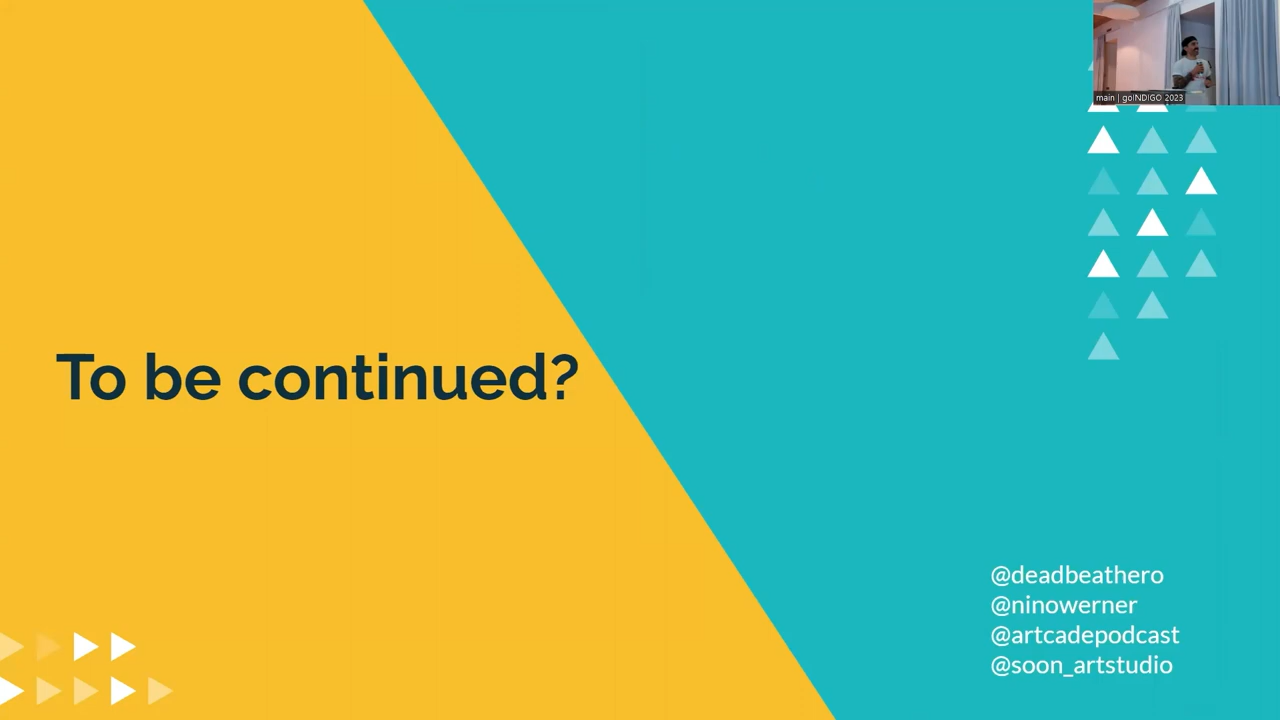 main | goINDIGO 2023
To be continued?
@deadbeathero
@ninowerner
@artcadepodcast
@soon_artstudio